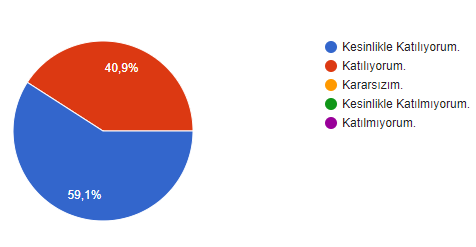 40,9%
59,1%
Kesinlikle Katılıyorum.
Katılıyorum.
Kararsızım.
Kesinlikle Katılmıyorum.
Katılmıyorum.